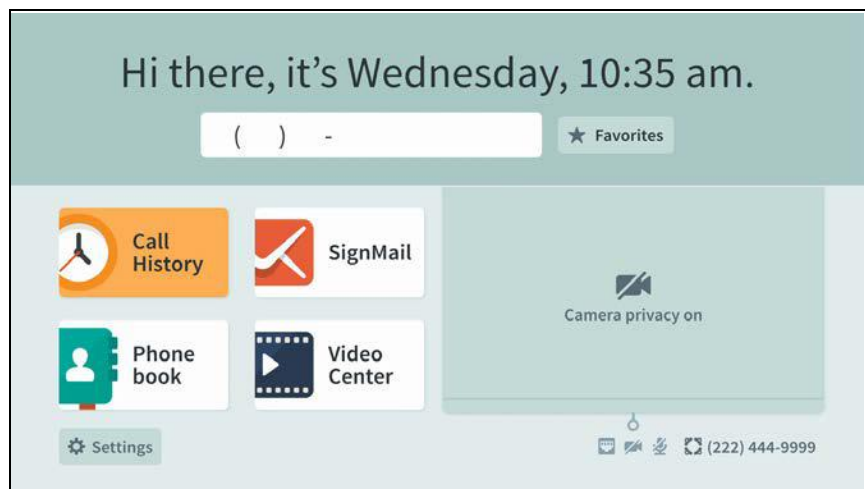 Hi there, it’s Wednesday, 10:35 am.
( ) -
Favorites
Call
History
SignMail
Camera privacy on
Phone
book
Video
Center
Settings
(222) 444-9999